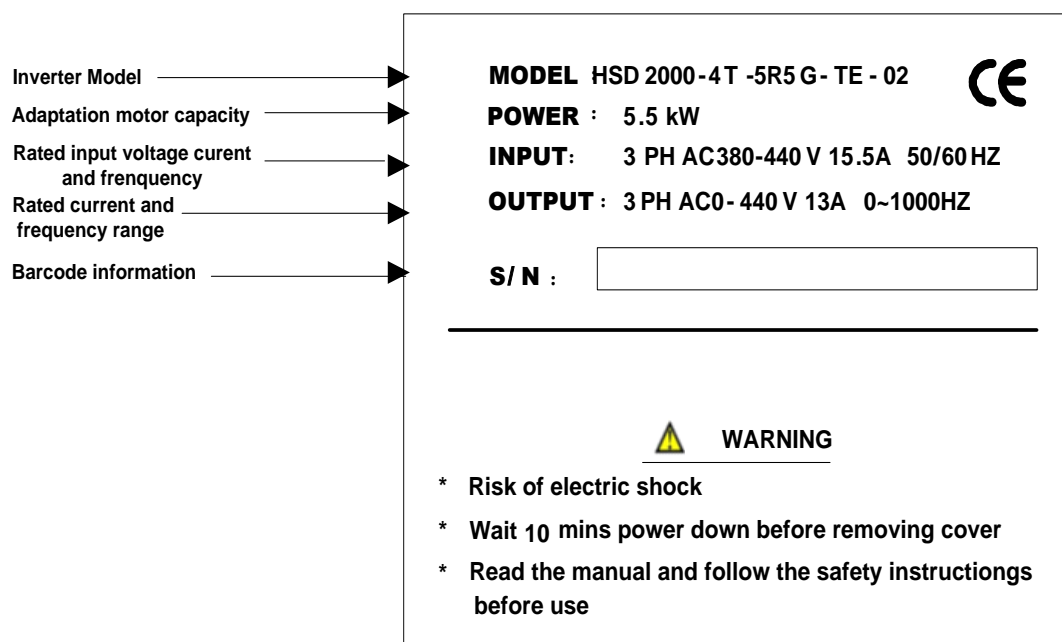 Inverter Model
Adaptation motor capacity
Rated input voltage curent
and frenquency
Rated current and
frequency range
Barcode information
MODEL HSD 2000-4T -5R5 G- TE - 02
CE
POWER : 5.5 kW
INPUT: 3 PH AC380-440 V 15.5A 50/60 HZ
OUTPUT : 3 PH AC0- 440 V 13A 0~1000HZ
S/ N :
WARNING
* Risk of electric shock
* Wait 10 mins power down before removing cover
* Read the manual and follow the safety instructiongs
before use